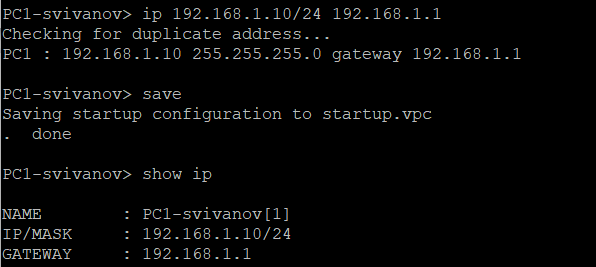 PC1-svivanov> ip 192.168.1.10/24 192.168.1.1
Checking for duplicate address...
PC1 : 192.168.1.10 255.255.255.0 gateway 192.168.1.1
PC1-svivanov> save
Saving startup configuration to startup.vpc
.  done
PC1-svivanov> show ip
NAME        : PC1-svivanov[1]
IP/MASK     : 192.168.1.10/24
GATEWAY     : 192.168.1.1